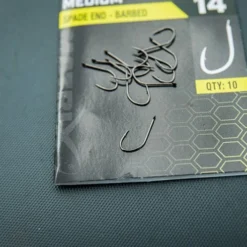 MEDIUM
14
SPADE END - BARBED
QTY: 10